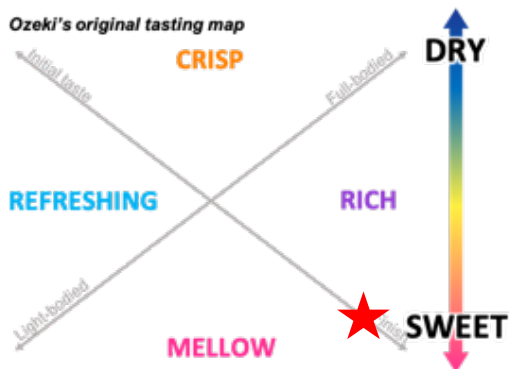 Ozeki's original tasting map
CRISP
DRY
Initial taste
Full-bodied
REFRESHING
RICH
Light-bodied
SWEET
MELLOW